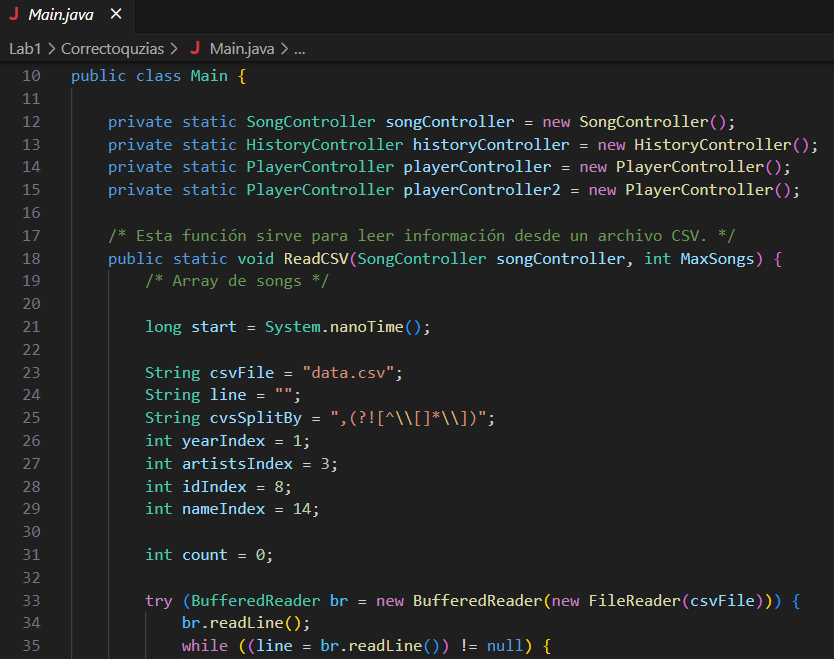 J Main.java ×
Lab1 > Correctoquzias > J Main.java > ...
10 public class Main {
11
12 private static SongController songController = new SongController();
13 private static HistoryController historyController = new HistoryController();
14 private static PlayerController playerController = new PlayerController();
15 private static PlayerController playerController2 = new PlayerController();
16
17 /* Esta función sirve para leer información desde un archivo CSV. */
18 public static void ReadCSV(SongController songController, int MaxSongs) {
19 /* Array de songs */
20
21 long start = System.nanoTime();
22
23 String csvFile = "data.csv";
24 String line = "";
25 String cvsSplitBy = ",(?![^\\[]*\\])";
26 int yearIndex = 1;
27 int artistsIndex = 3;
28 int idIndex = 8;
29 int nameIndex = 14;
30
31 int count = 0;
32
33 try (BufferedReader br = new BufferedReader(new FileReader(csvFile))) {
34 br.readLine();
35 while ((line = br.readLine()) != null) {